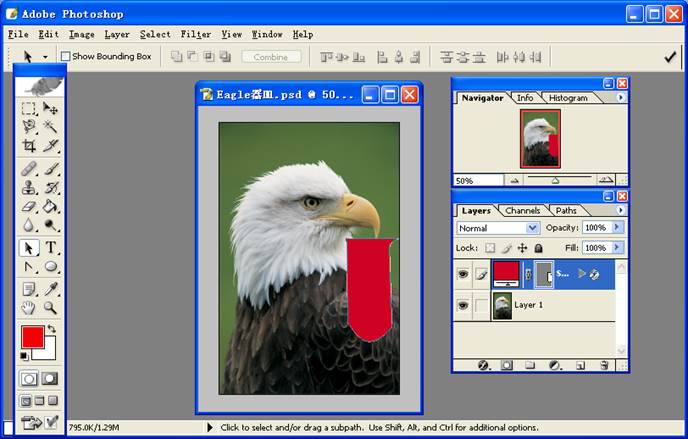 Adobe Photoshop
File Edit Image Layer Select Filter View Window Help
Show Bounding Box
Combine
Eagle器皿.psd @ 50...
Navigator Info Histogram
50%
Layers Channels Paths
Normal Opacity: 100%
Lock: Fill: 100%
S...
Layer 1
T
795.0K/1.29M Click to select and/or drag a subpath. Use Shift, Alt, and Ctrl for additional options.